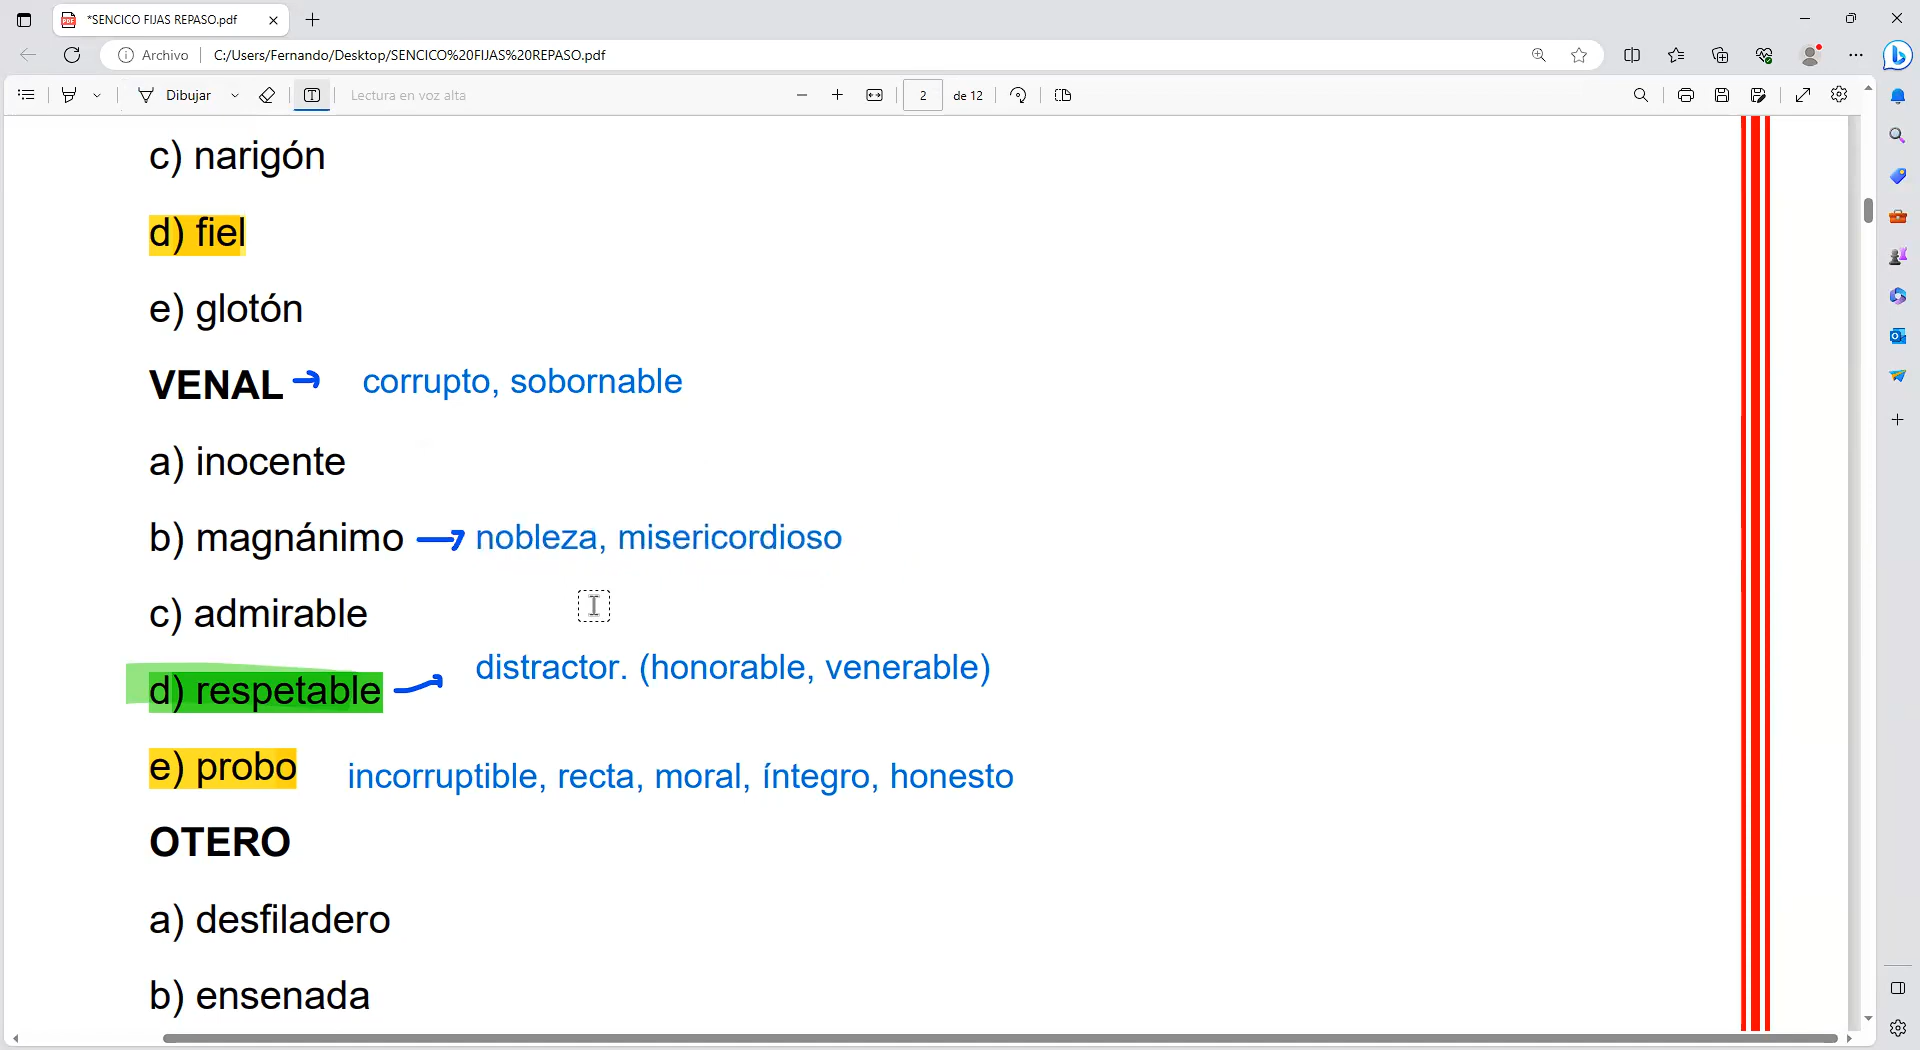 *SENCICO FIJAS REPASO.pdf
Archivo C:/Users/Fernando/Desktop/SENCICO%20FIJAS%20REPASO.pdf
Dibujar Lectura en voz alta 2 de 12
c) narigón
d) fiel
e) glotón
VENAL corrupto, sobornable
a) inocente
b) magnánimo nobleza, misericordioso
c) admirable
d) respetable distractor. (honorable, venerable)
e) probo incorruptible, recta, moral, íntegro, honesto
OTERO
a) desfiladero
b) ensenada